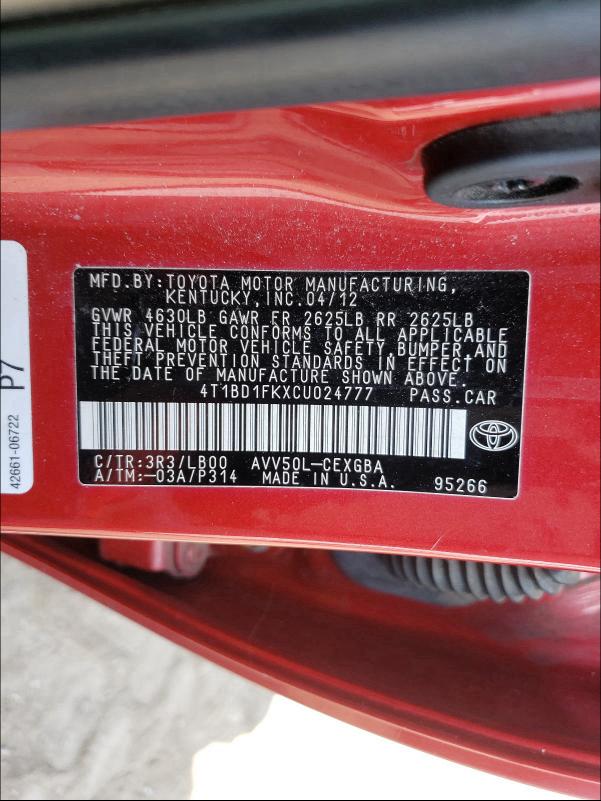 MFD.BY:TOYOTA MOTOR MANUFACTURING,
KENTUCKY,INC.04/12
GVWR 4630LB GAWR FR 2625LB RR 2625LB
THIS VEHICLE CONFORMS TO ALL APPLICABLE
FEDERAL MOTOR VEHICLE SAFETY,BUMPER,AND
THEFT PREVENTION STANDARDS IN EFFECT ON
THE DATE OF MANUFACTURE SHOWN ABOVE.
4T1BD1FKXCU024777 PASS.CAR
C/TR:3R3/LB00 AVV50L-CEXGBA
A/TM:-03A/P314 MADE IN U.S.A. 95266
P7
42661-06722